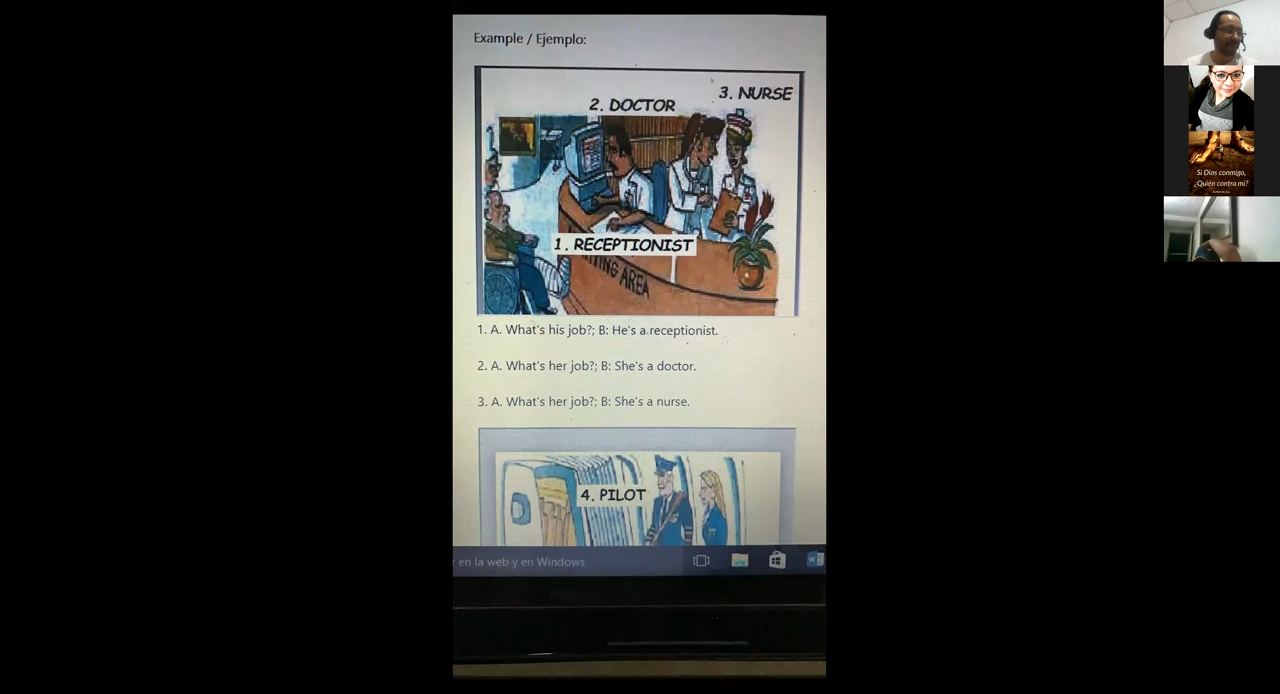 Example / Ejemplo:
3. NURSE
2. DOCTOR
1. RECEPTIONIST
AREA
1. A. What's his job?; B: He's a receptionist.
2. A. What's her job?; B: She's a doctor.
3. A. What's her job?; B: She's a nurse.
4. PILOT
en la web y en Windows
Si Dios conmigo,
¿Quién contra mi?